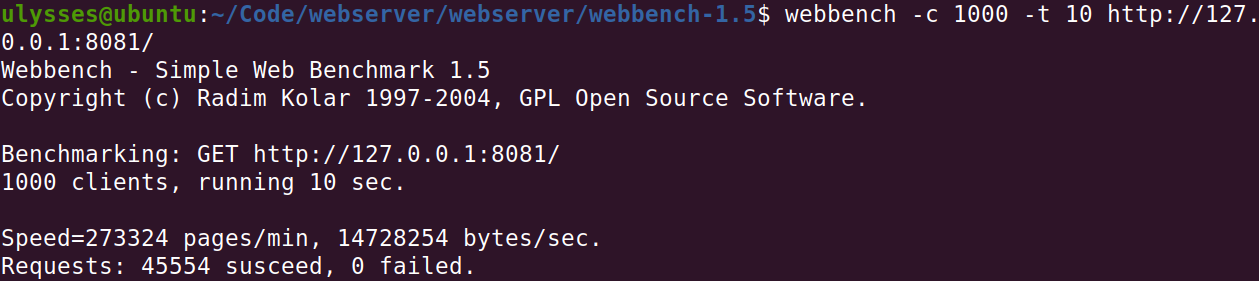 ulysses@ubuntu:~/Code/webserver/webserver/webbench-1.5$ webbench -c 1000 -t 10 http://127.
0.0.1:8081/
Webbench - Simple Web Benchmark 1.5
Copyright (c) Radim Kolar 1997-2004, GPL Open Source Software.
Benchmarking: GET http://127.0.0.1:8081/
1000 clients, running 10 sec.
Speed=273324 pages/min, 14728254 bytes/sec.
Requests: 45554 susceed, 0 failed.